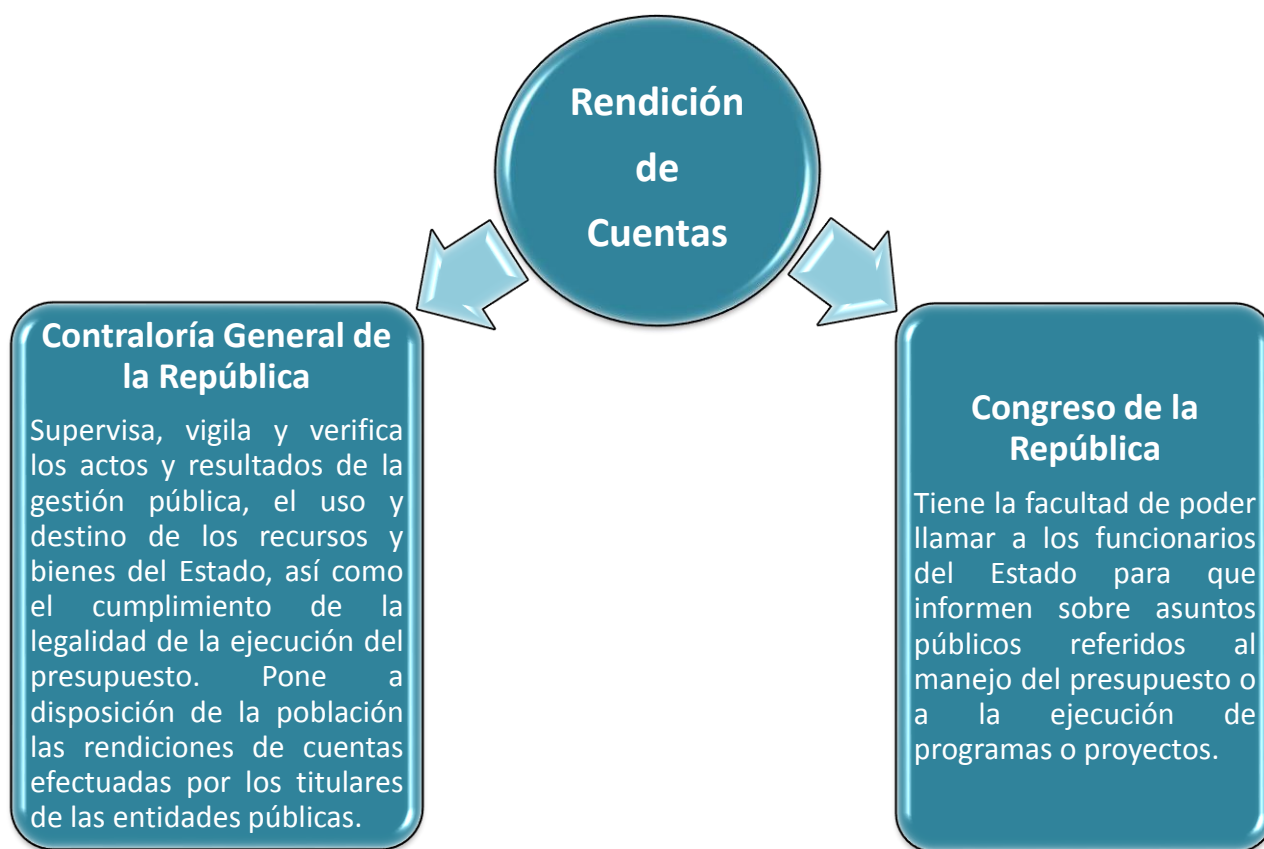 Rendición
de
Cuentas
Contraloría General de
la República
Supervisa, vigila y verifica
los actos y resultados de la
gestión pública, el uso y
destino de los recursos y
bienes del Estado, así como
el cumplimiento de la
legalidad de la ejecución del
presupuesto. Pone a
disposición de la población
las rendiciones de cuentas
efectuadas por los titulares
de las entidades públicas.
Congreso de la
República
Tiene la facultad de poder
llamar a los funcionarios
del Estado para que
informen sobre asuntos
públicos referidos al
manejo del presupuesto o
a la ejecución de
programas o proyectos.